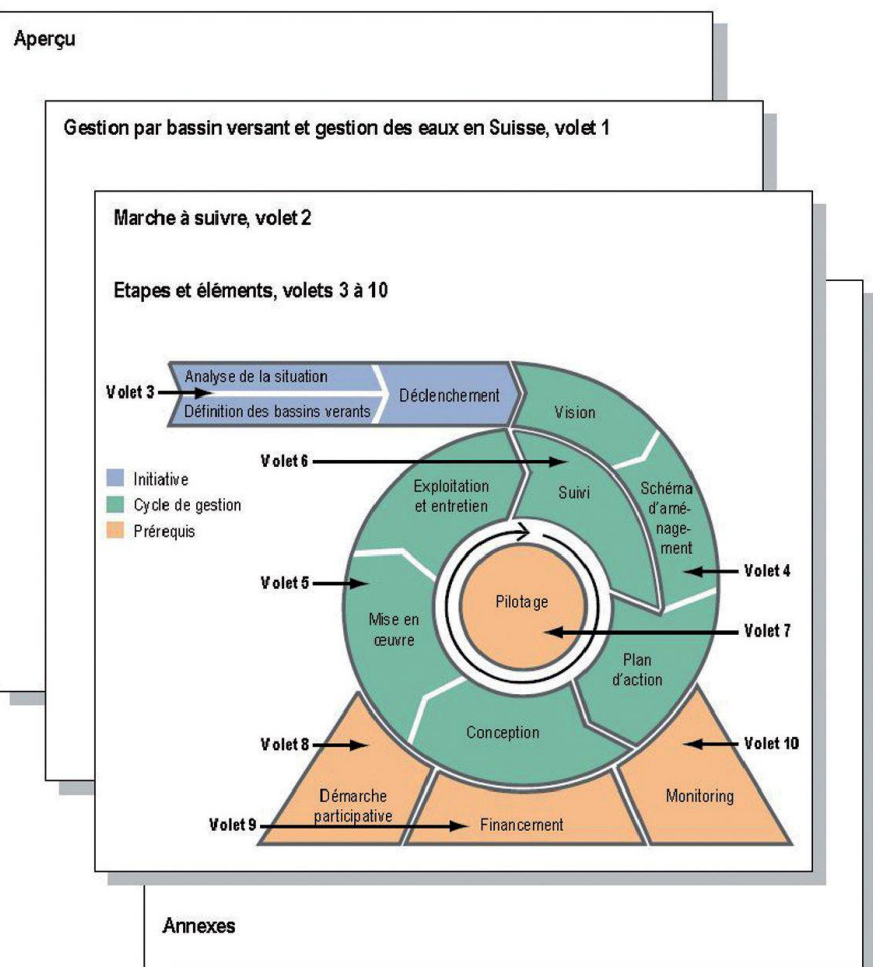 Aperçu
Gestion par bassin versant et gestion des eaux en Suisse, volet 1
Marche à suivre, volet 2
Etapes et éléments, volets 3 à 10
Volet 3
Analyse de la situation
Définition des bassins verants
Déclenchement
Vision
Volet 6
Initiative
Cycle de gestion
Prérequis
Exploitation
et entretien
Suivi
Schéma
d'amé-
nage-
ment
Volet 4
Volet 5
Pilotage
Volet 7
Mise en
œuvre
Plan
d'action
Conception
Volet 8
Volet 10
Démarche
participative
Monitoring
Volet 9
Financement
Annexes